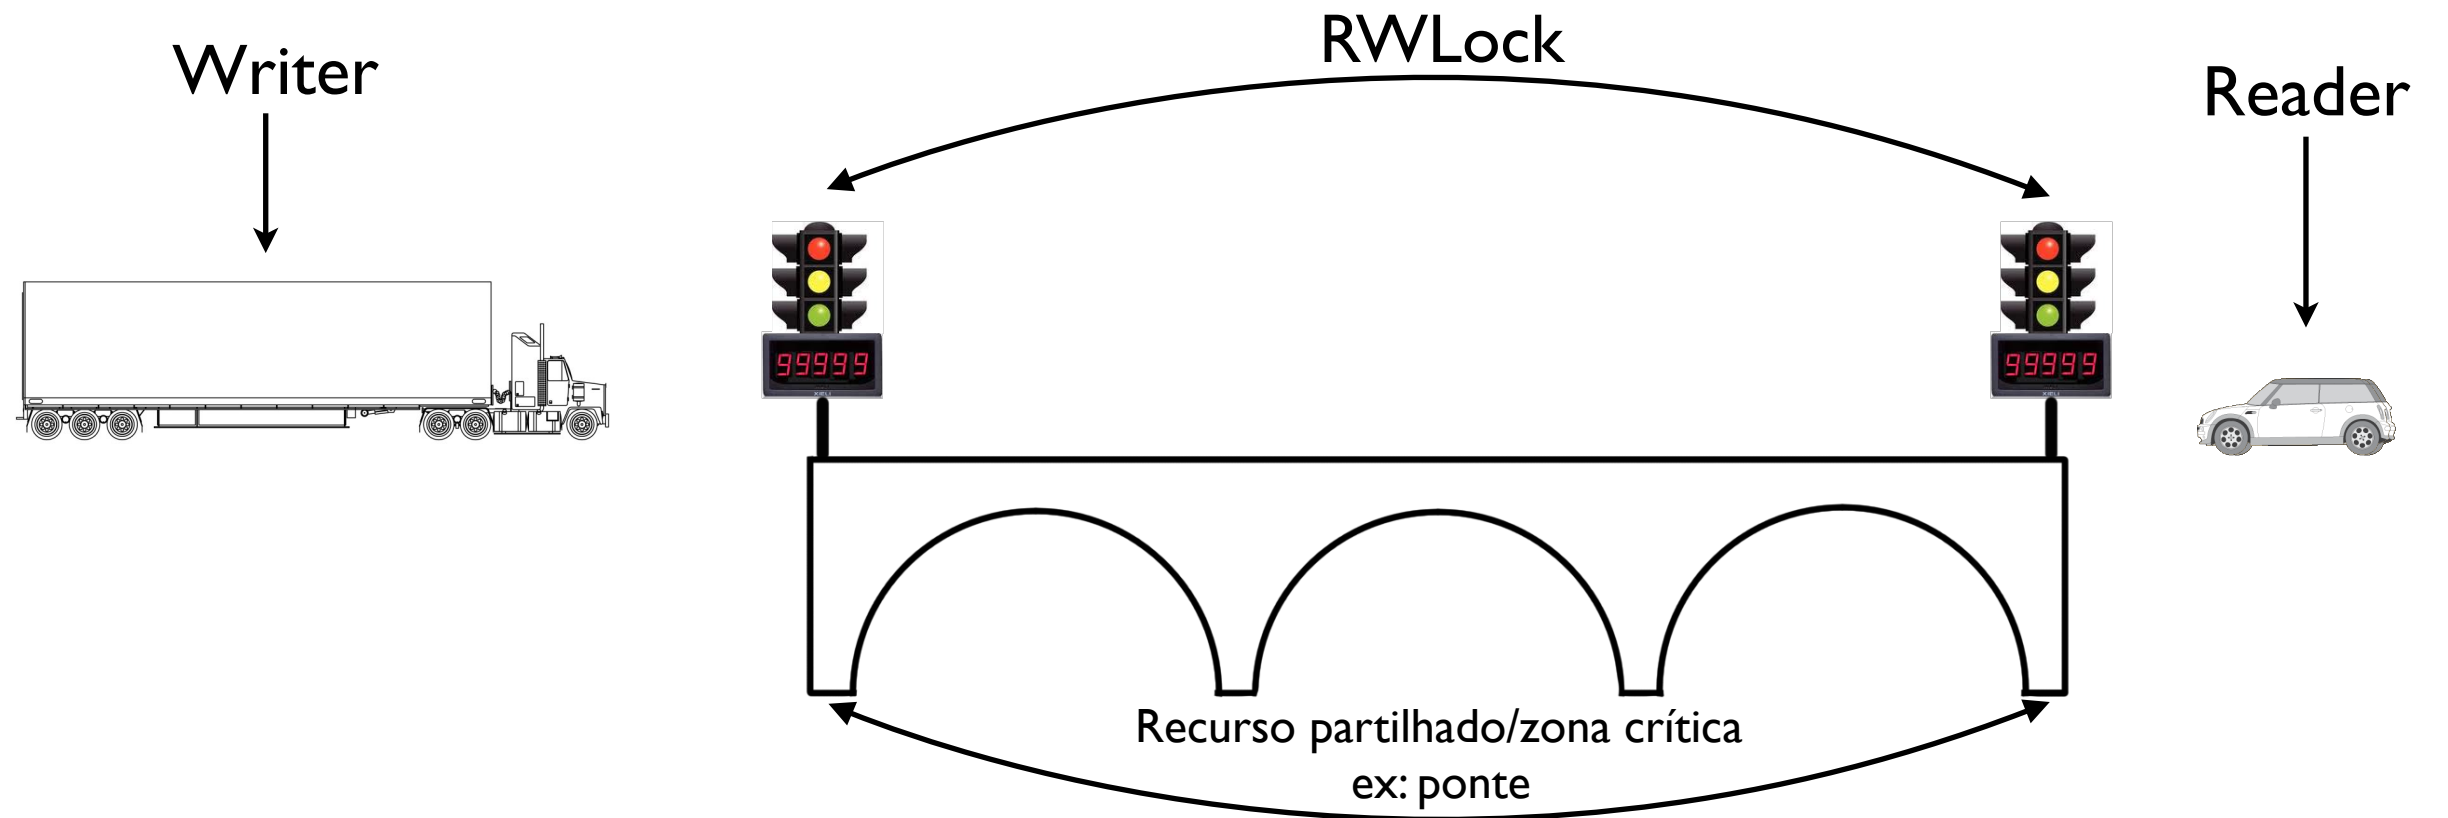 RWLock
Writer
Reader
99999
99999
Recurso partilhado/zona crítica
ex: ponte